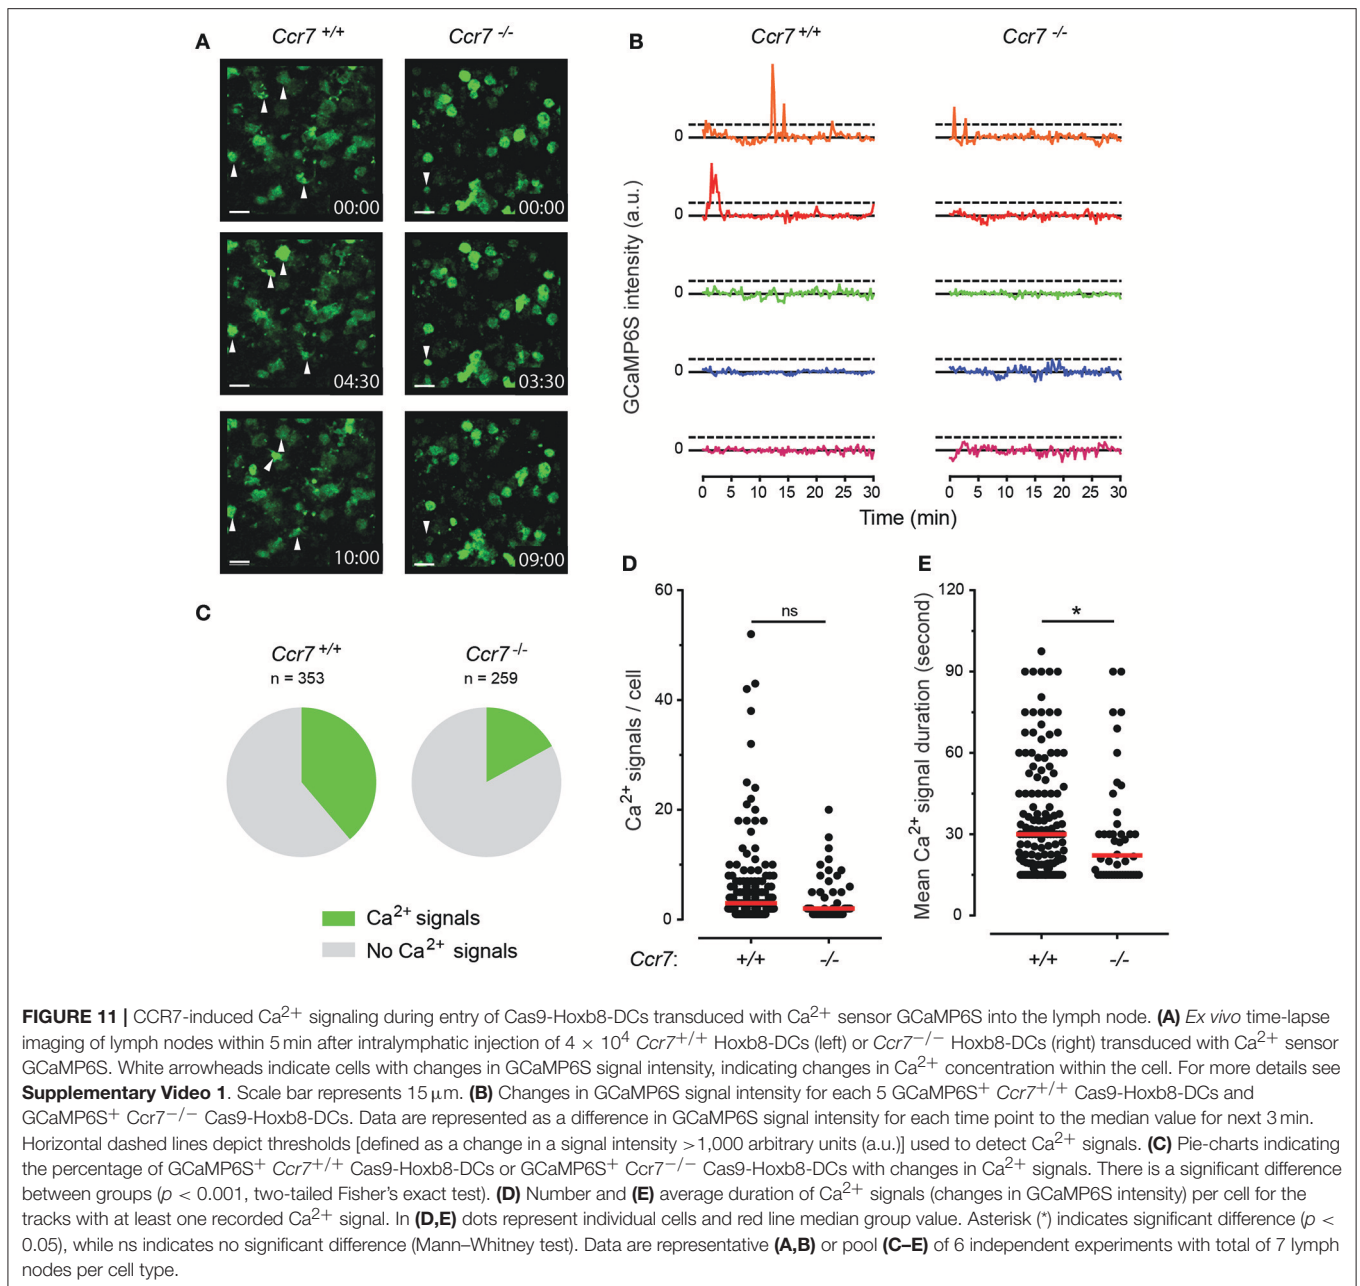 A
Ccr7 +/+
Ccr7 -/-
00:00
00:00
04:30
03:30
10:00
09:00
B
Ccr7 +/+
Ccr7 -/-
GCaMP6S intensity (a.u.)
0
0
0
0
0
0 5 10 15 20 25 30
0 5 10 15 20 25 30
Time (min)
C
Ccr7 +/+
n = 353
Ccr7 -/-
n = 259
Ca2+ signals
No Ca2+ signals
D
Ca2+ signals / cell
60
40
20
0
ns
Ccr7: +/+ -/-
E
Mean Ca2+ signal duration (second)
120
90
60
30
0
*
+/+ -/-
FIGURE 11 | CCR7-induced Ca2+ signaling during entry of Cas9-Hoxb8-DCs transduced with Ca2+ sensor GCaMP6S into the lymph node. (A) Ex vivo time-lapse
imaging of lymph nodes within 5 min after intralymphatic injection of 4 × 10^4 Ccr7+/+ Hoxb8-DCs (left) or Ccr7−/− Hoxb8-DCs (right) transduced with Ca2+ sensor
GCaMP6S. White arrowheads indicate cells with changes in GCaMP6S signal intensity, indicating changes in Ca2+ concentration within the cell. For more details see
Supplementary Video 1. Scale bar represents 15 μm. (B) Changes in GCaMP6S signal intensity for each 5 GCaMP6S+ Ccr7+/+ Cas9-Hoxb8-DCs and
GCaMP6S+ Ccr7−/− Cas9-Hoxb8-DCs. Data are represented as a difference in GCaMP6S signal intensity for each time point to the median value for next 3 min.
Horizontal dashed lines depict thresholds [defined as a change in a signal intensity >1,000 arbitrary units (a.u.)] used to detect Ca2+ signals. (C) Pie-charts indicating
the percentage of GCaMP6S+ Ccr7+/+ Cas9-Hoxb8-DCs or GCaMP6S+ Ccr7−/− Cas9-Hoxb8-DCs with changes in Ca2+ signals. There is a significant difference
between groups (p < 0.001, two-tailed Fisher's exact test). (D) Number and (E) average duration of Ca2+ signals (changes in GCaMP6S intensity) per cell for the
tracks with at least one recorded Ca2+ signal. In (D,E) dots represent individual cells and red line median group value. Asterisk (*) indicates significant difference (p <
0.05), while ns indicates no significant difference (Mann–Whitney test). Data are representative (A,B) or pool (C–E) of 6 independent experiments with total of 7 lymph
nodes per cell type.